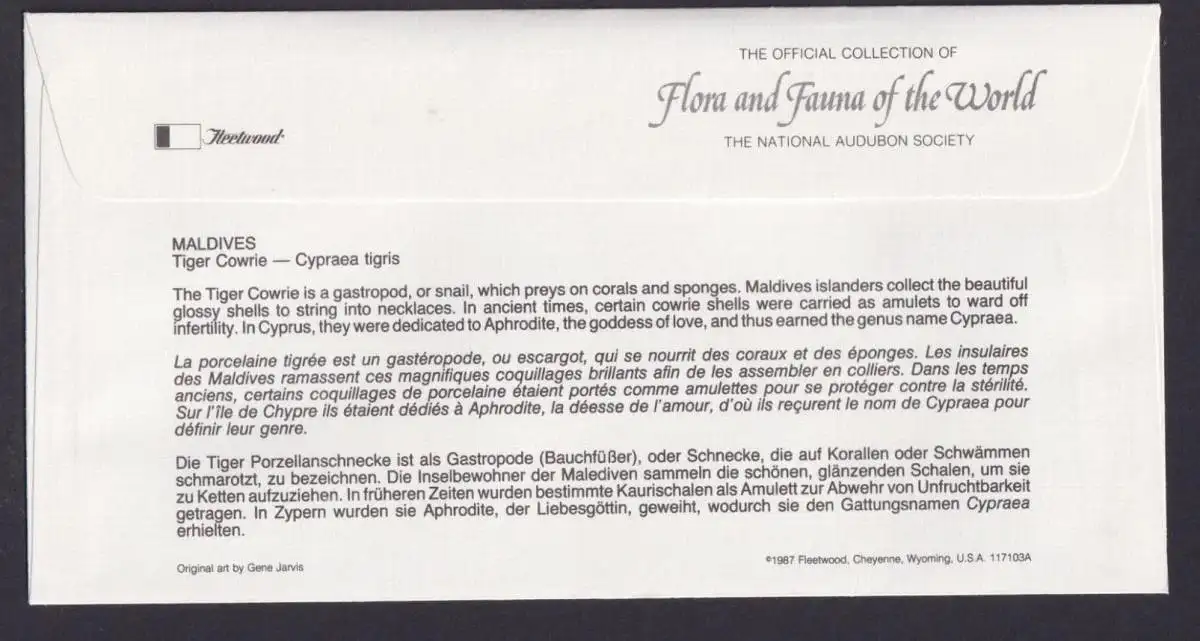 THE OFFICIAL COLLECTION OF
Flora and Fauna of the World
THE NATIONAL AUDUBON SOCIETY
Fleetwood
MALDIVES
Tiger Cowrie — Cypraea tigris
The Tiger Cowrie is a gastropod, or snail, which preys on corals and sponges. Maldives islanders collect the beautiful
glossy shells to string into necklaces. In ancient times, certain cowrie shells were carried as amulets to ward off
infertility. In Cyprus, they were dedicated to Aphrodite, the goddess of love, and thus earned the genus name Cypraea.
La porcelaine tigrée est un gastéropode, ou escargot, qui se nourrit des coraux et des éponges. Les insulaires
des Maldives ramassent ces magnifiques coquillages brillants afin de les assembler en colliers. Dans les temps
anciens, certains coquillages de porcelaine étaient portés comme amulettes pour se protéger contre la stérilité.
Sur l'île de Chypre ils étaient dédiés à Aphrodite, la déesse de l'amour, d'où ils reçurent le nom de Cypraea pour
définir leur genre.
Die Tiger Porzellanschnecke ist als Gastropode (Bauchfüßer), oder Schnecke, die auf Korallen oder Schwämmen
schmarotzt, zu bezeichnen. Die Inselbewohner der Malediven sammeln die schönen, glänzenden Schalen, um sie
zu Ketten aufzuziehen. In früheren Zeiten wurden bestimmte Kaurischalen als Amulett zur Abwehr von Unfruchtbarkeit
getragen. In Zypern wurden sie Aphrodite, der Liebesgöttin, geweiht, wodurch sie den Gattungsnamen Cypraea
erhielten.
Original art by Gene Jarvis
©1987 Fleetwood, Cheyenne, Wyoming, U.S.A. 117103A